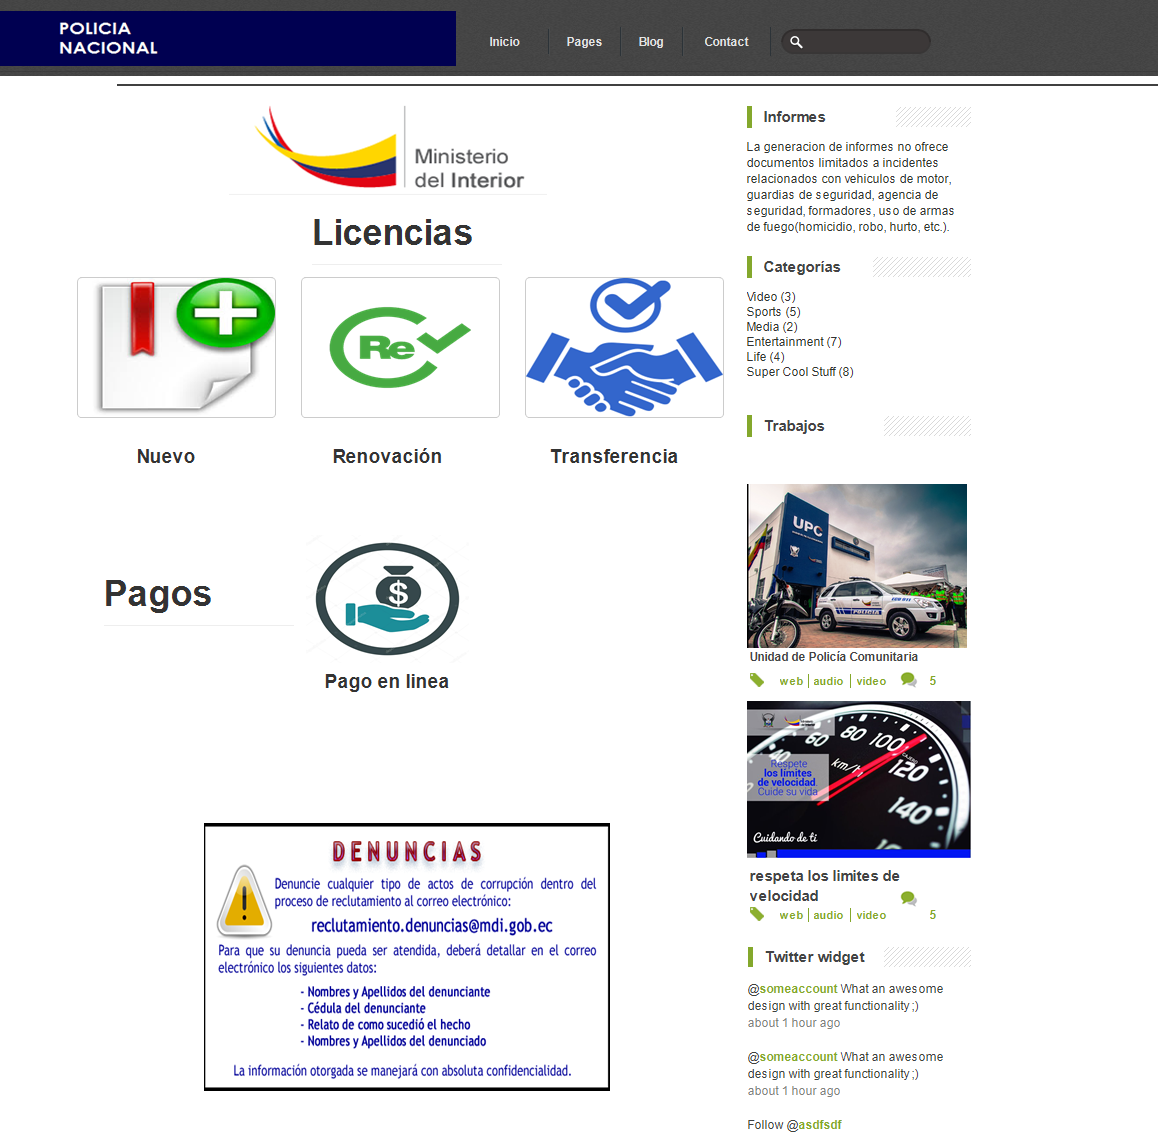 POLICIA
NACIONAL
Inicio
Pages
Blog
Contact
Ministerio
del Interior
Licencias
Re
Nuevo
Renovación
Transferencia
Pagos
$
Pago en linea
DENUNCIAS
Denuncie cualquier tipo de actos de corrupción dentro del
proceso de reclutamiento al correo electrónico:
reclutamiento.denuncias@mdi.gob.ec
Para que su denuncia pueda ser atendida, deberá detallar en el correo
electrónico los siguientes datos:
- Nombres y Apellidos del denunciante
- Cédula del denunciante
- Relato de como sucedió el hecho
- Nombres y Apellidos del denunciado
La información otorgada se manejará con absoluta confidencialidad.
Informes
La generacion de informes no ofrece
documentos limitados a incidentes
relacionados con vehiculos de motor,
guardias de seguridad, agencia de
seguridad, formadores, uso de armas
de fuego(homicidio, robo, hurto, etc.).
Categorías
Video (3)
Sports (5)
Media (2)
Entertainment (7)
Life (4)
Super Cool Stuff (8)
Trabajos
UPC
POLICIA
Unidad de Policía Comunitaria
web | audio | video 5
60 80 100 120 140
km/h
Respete
los límites
de velocidad.
Cuide su vida
Cuidando de ti
respeta los limites de
velocidad
web | audio | video 5
Twitter widget
@someaccount What an awesome
design with great functionality ;)
about 1 hour ago
@someaccount What an awesome
design with great functionality ;)
about 1 hour ago
Follow @asdfsdf